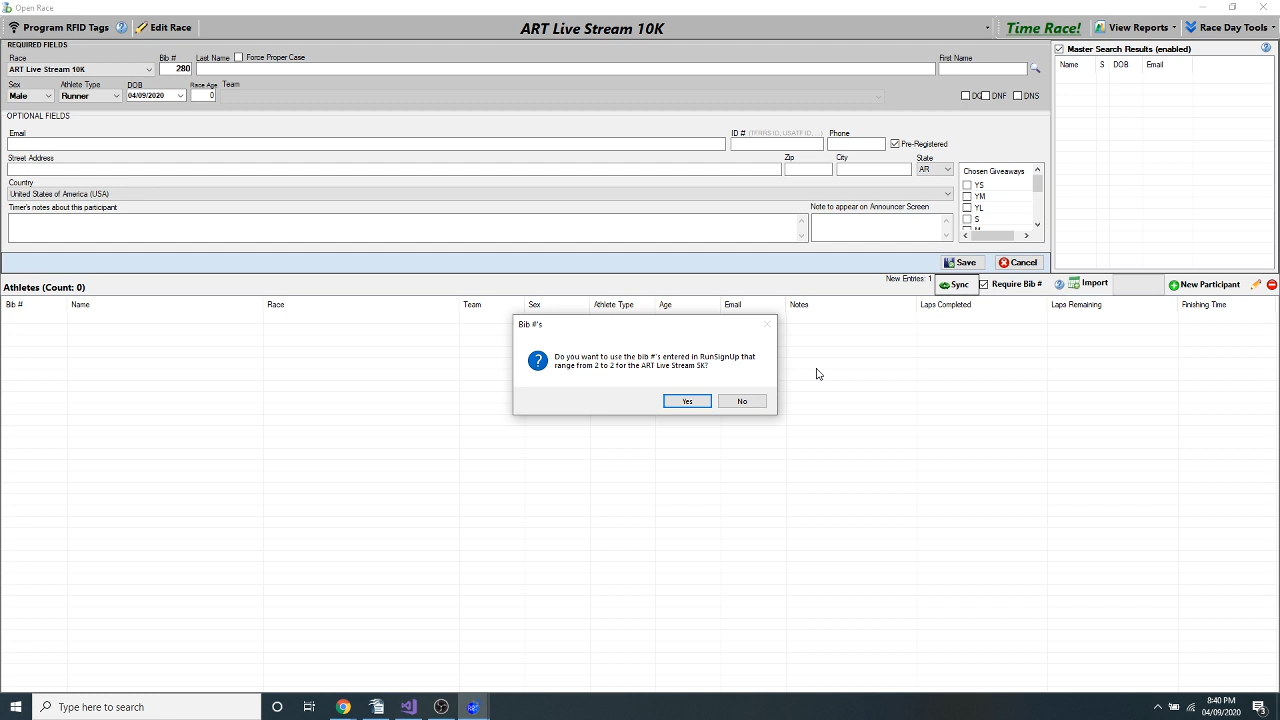 Open Race
Program RFID Tags
Edit Race
ART Live Stream 10K
Time Race!
View Reports
Race Day Tools
REQUIRED FIELDS
Race
Bib #
Last Name
Force Proper Case
First Name
ART Live Stream 10K
280
Sex
Athlete Type
DOB
Race Age
Team
Male
Runner
04/09/2020
0
DQ
DNF
DNS
OPTIONAL FIELDS
Email
ID # (TFRRS ID, USATF ID, ...)
Phone
Pre-Registered
Street Address
Zip
City
State
AR
Country
United States of America (USA)
Timer's notes about this participant
Note to appear on Announcer Screen
Chosen Giveaways
YS
YM
YL
S
Save
Cancel
Master Search Results (enabled)
Name
S
DOB
Email
Athletes (Count: 0)
New Entries: 1
Sync
Require Bib #
Import
New Participant
Bib #
Name
Race
Team
Sex
Athlete Type
Age
Email
Notes
Laps Completed
Laps Remaining
Finishing Time
Bib #'s
Do you want to use the bib #'s entered in RunSignUp that
range from 2 to 2 for the ART Live Stream 5K?
Yes
No
Type here to search
8:40 PM
04/09/2020